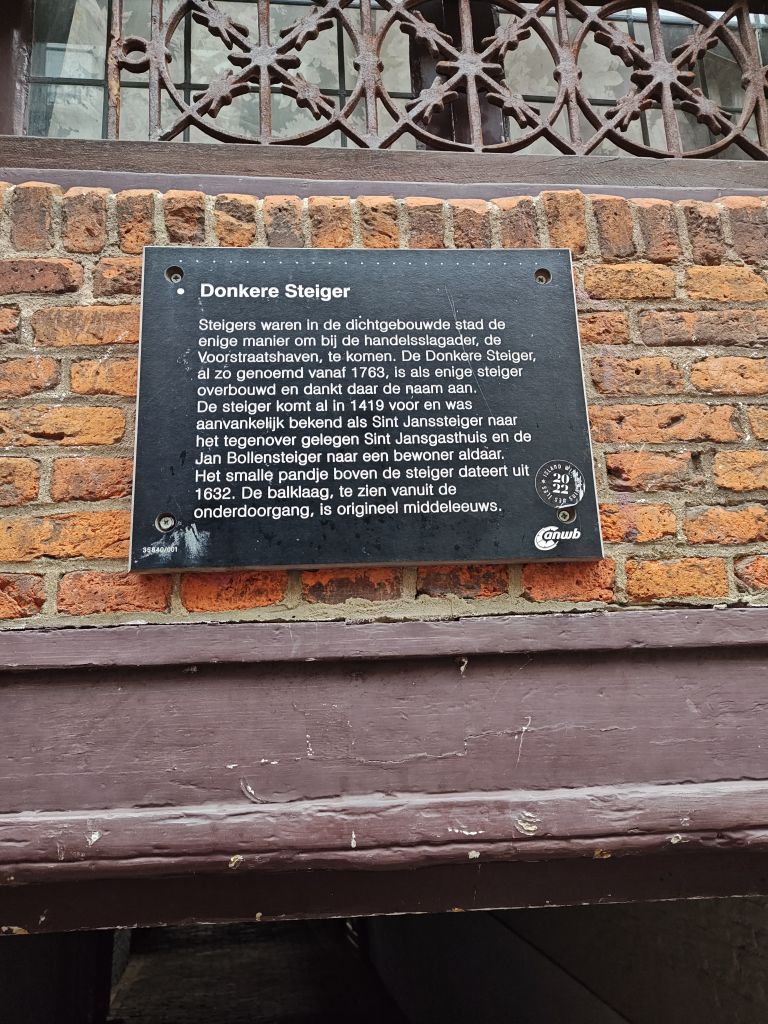 Donkere Steiger
Steigers waren in de dichtgebouwde stad de
enige manier om bij de handelsslagader, de
Voorstraatshaven, te komen. De Donkere Steiger,
al zo genoemd vanaf 1763, is als enige steiger
overbouwd en dankt daar de naam aan.
De steiger komt al in 1419 voor en was
aanvankelijk bekend als Sint Janssteiger naar
het tegenover gelegen Sint Jansgasthuis en de
Jan Bollensteiger naar een bewoner aldaar.
Het smalle pandje boven de steiger dateert uit
1632. De balklaag, te zien vanuit de
onderdoorgang, is origineel middeleeuws.
20
22
anwb